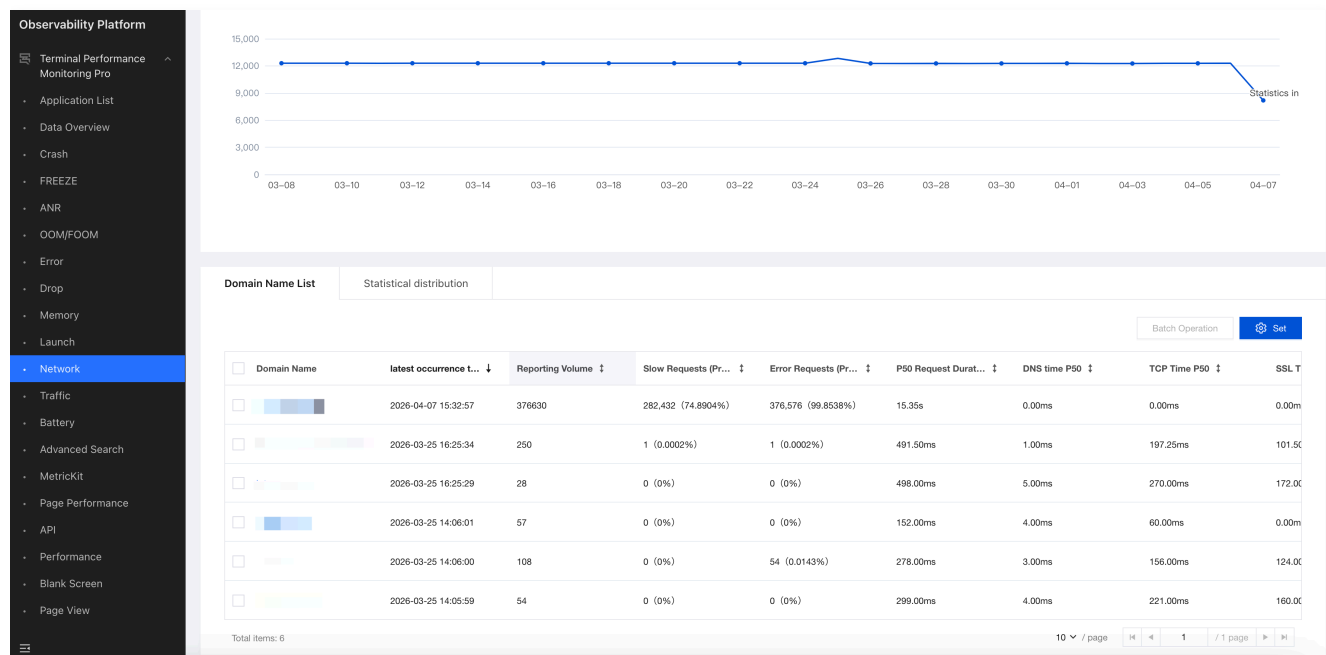 Observability Platform
Terminal Performance
Monitoring Pro
Application List
Data Overview
Crash
FREEZE
ANR
OOM/FOOM
Error
Drop
Memory
Launch
Network
Traffic
Battery
Advanced Search
MetricKit
Page Performance
API
Performance
Blank Screen
Page View
15,000
12,000
9,000
6,000
3,000
0
Statistics in
03-08 03-10 03-12 03-14 03-16 03-18 03-20 03-22 03-24 03-26 03-28 03-30 04-01 04-03 04-05 04-07
Domain Name List Statistical distribution
Batch Operation Set
Domain Name latest occurrence t... Reporting Volume Slow Requests (Pr... Error Requests (Pr... P50 Request Durat... DNS time P50 TCP Time P50 SSL T
2026-04-07 15:32:57 376630 282,432 (74.8904%) 376,576 (99.8538%) 15.35s 0.00ms 0.00ms 0.00m
2026-03-25 16:25:34 250 1 (0.0002%) 1 (0.0002%) 491.50ms 1.00ms 197.25ms 101.50
2026-03-25 16:25:29 28 0 (0%) 0 (0%) 498.00ms 5.00ms 270.00ms 172.00
2026-03-25 14:06:01 57 0 (0%) 0 (0%) 152.00ms 4.00ms 60.00ms 0.00m
2026-03-25 14:06:00 108 0 (0%) 54 (0.0143%) 278.00ms 3.00ms 156.00ms 124.00
2026-03-25 14:05:59 54 0 (0%) 0 (0%) 299.00ms 4.00ms 221.00ms 160.00
Total items: 6 10 / page 1 / 1 page